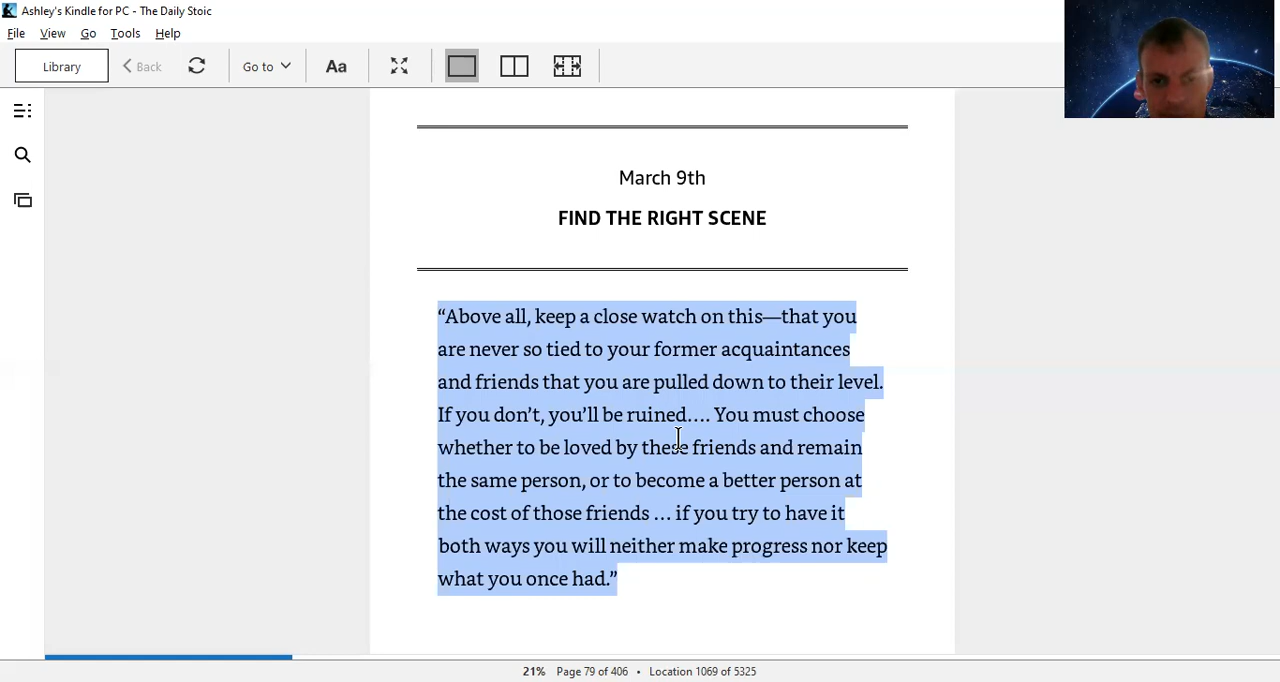 Ashley's Kindle for PC - The Daily Stoic
File View Go Tools Help
Library Back Go to Aa
March 9th
FIND THE RIGHT SCENE
“Above all, keep a close watch on this—that you
are never so tied to your former acquaintances
and friends that you are pulled down to their level.
If you don’t, you’ll be ruined.… You must choose
whether to be loved by these friends and remain
the same person, or to become a better person at
the cost of those friends … if you try to have it
both ways you will neither make progress nor keep
what you once had.”
21% Page 79 of 406 • Location 1069 of 5325